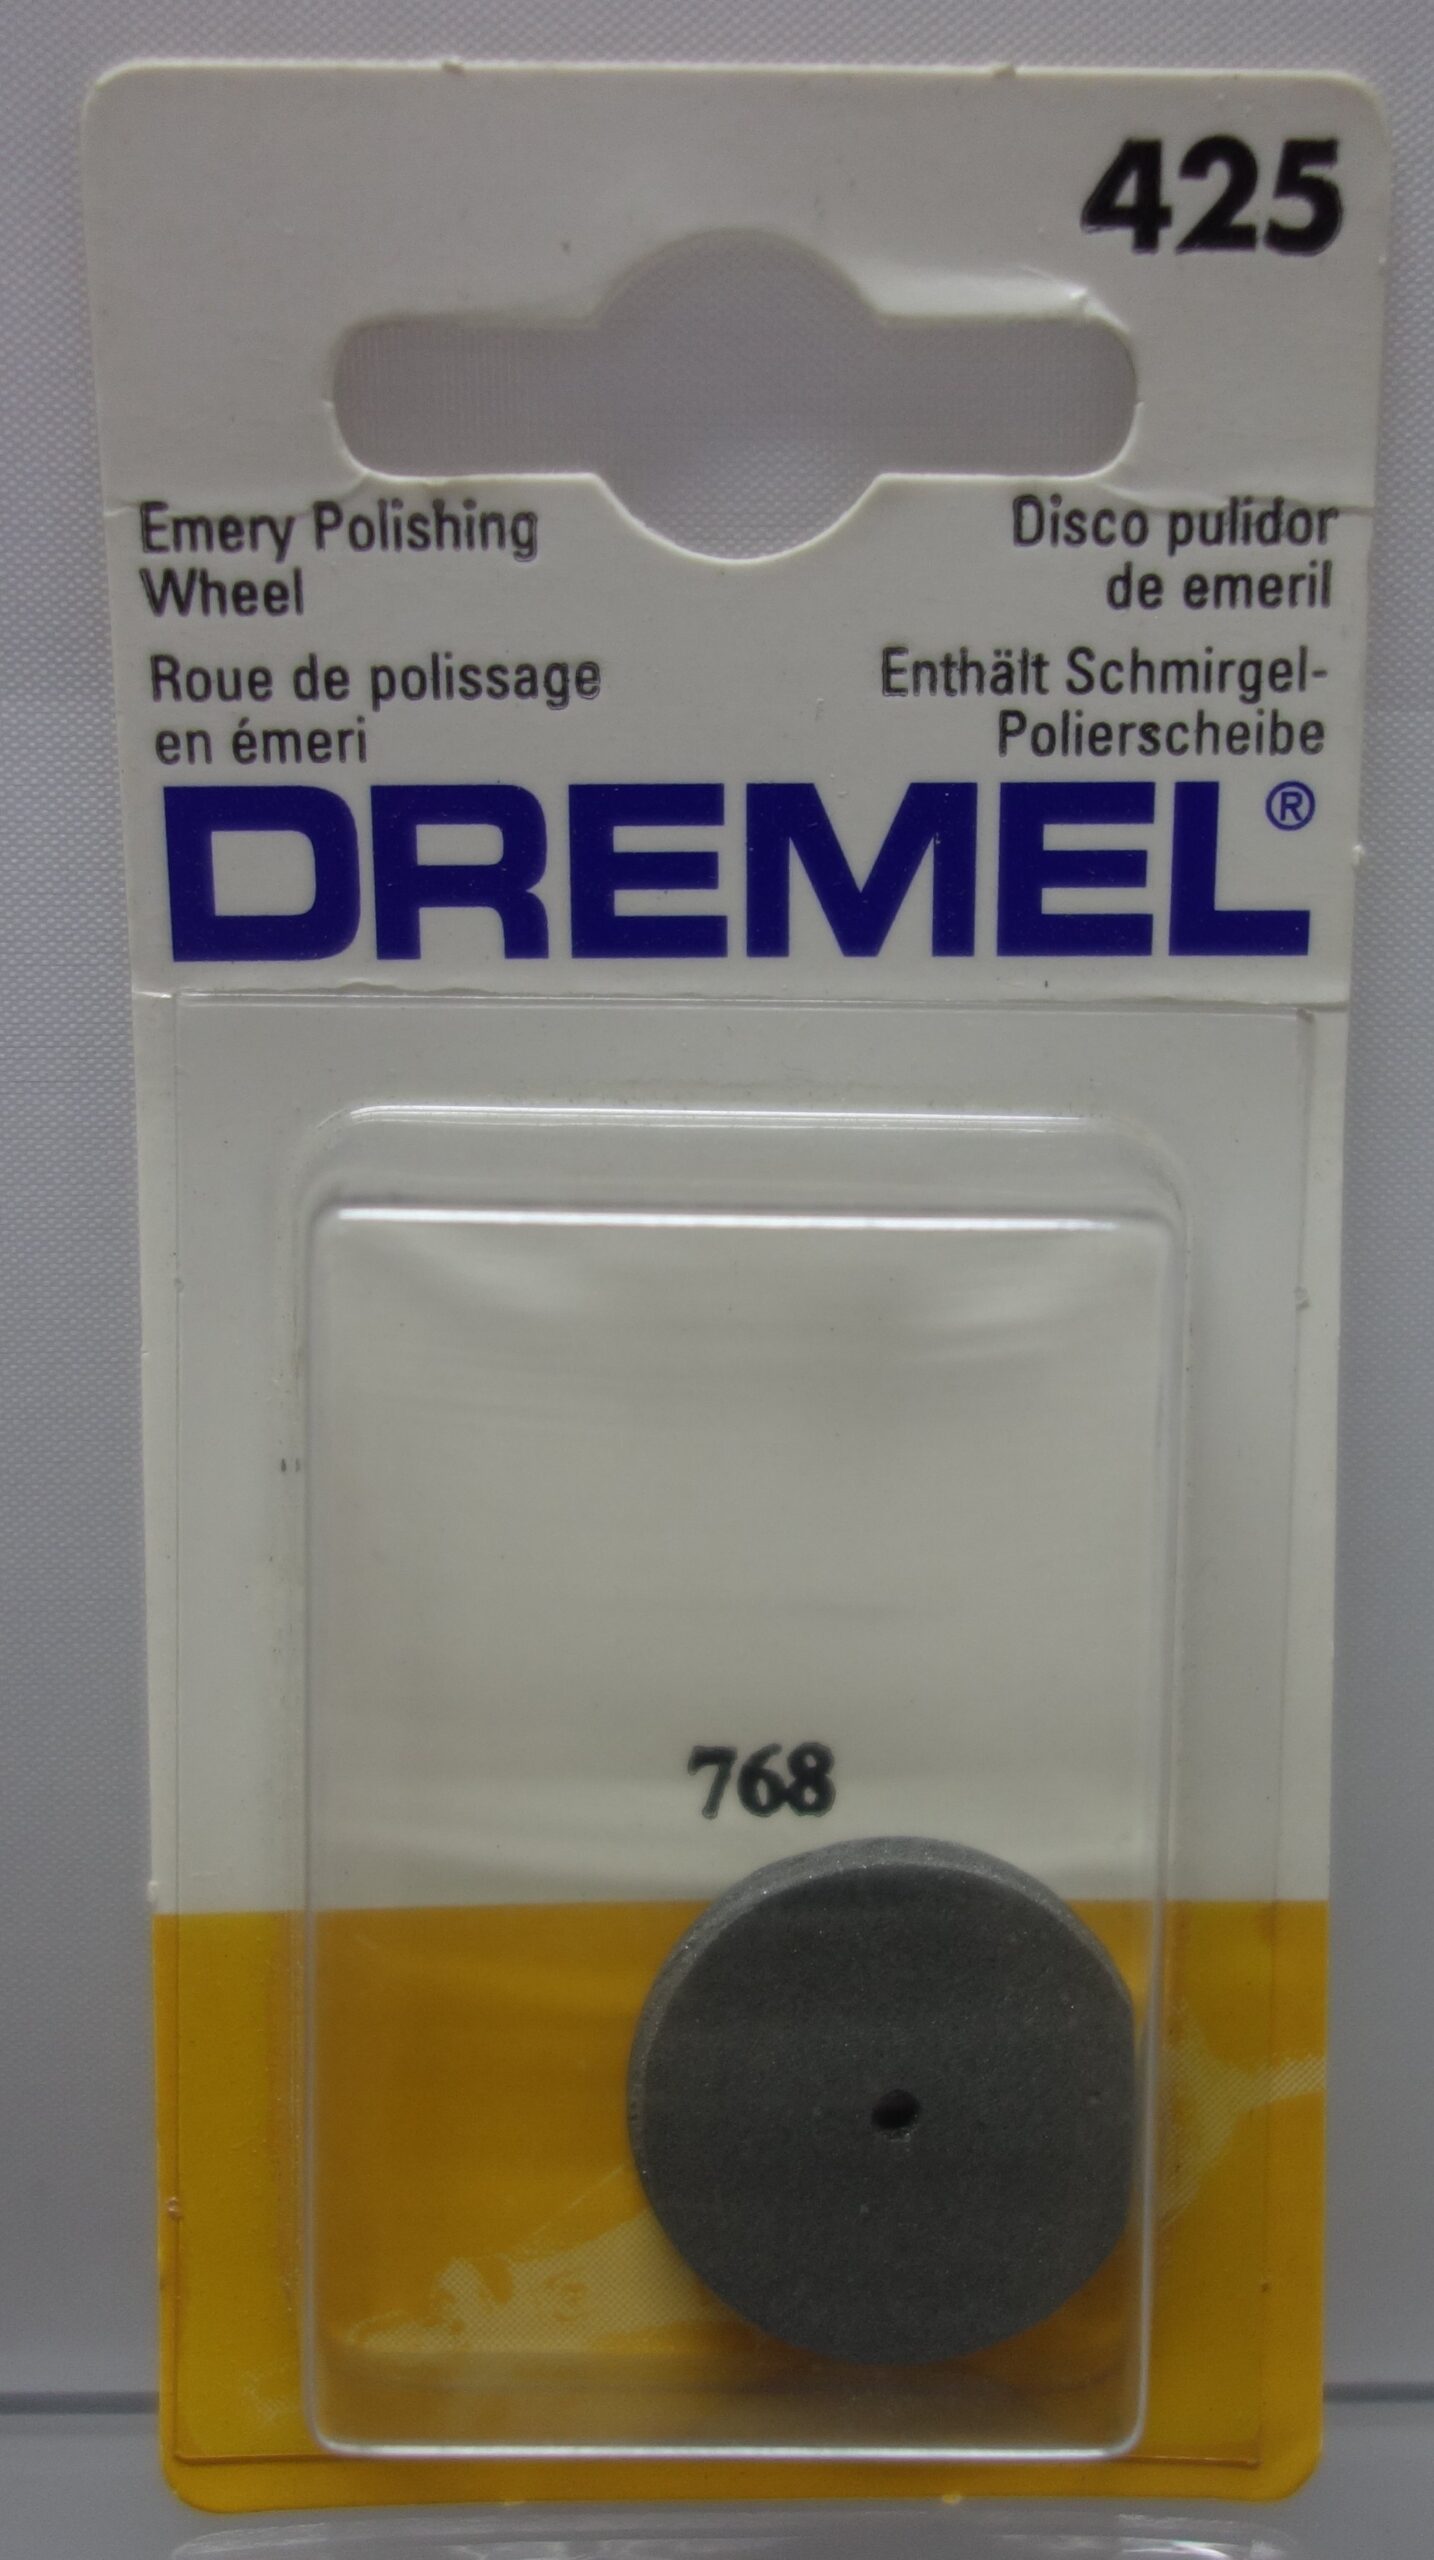 425
Emery Polishing
Wheel
Roue de polissage
en émeri
Disco pulidor
de emeril
Enthält Schmirgel-
Polierscheibe
DREMEL®
768